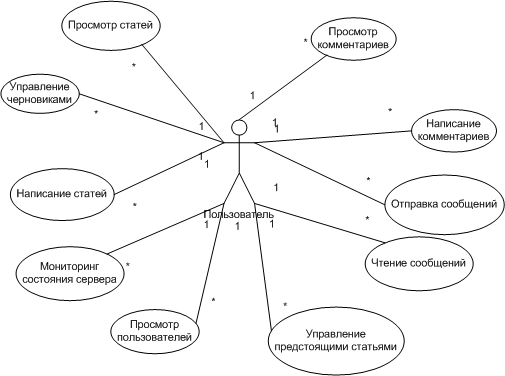 Просмотр статей
Просмотр
комментариев
*
*
Управление
черновиками
1
*
*
1
1
1
Написание
комментариев
1
1
*
1
Написание статей
*
Отправка сообщений
Пользователь
*
1
1
1
Чтение сообщений
Мониторинг
состояния сервера
*
*
*
Просмотр
пользователей
Управление
предстоящими статьями